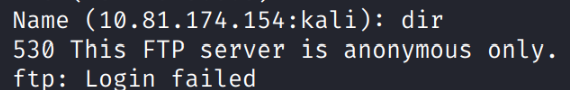 Name (10.81.174.154:kali): dir
530 This FTP server is anonymous only.
ftp: Login failed